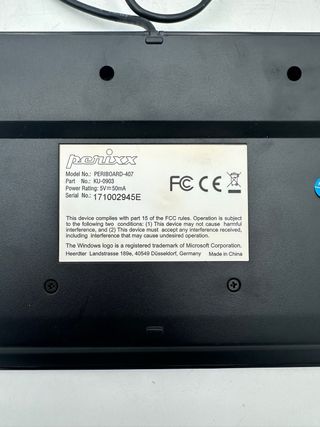 perixx
Model No.: PERIBOARD-407
Part No.: KU-0903
Power Rating: 5V⎓50mA
Serial No.: 171002945E
FC CE
This device complies with part 15 of the FCC rules. Operation is subject
to the following two conditions: (1) This device may not cause harmful
interference, and (2) This device must accept any interference received,
including interference that may cause undesired operation.
The Windows logo is a registered trademark of Microsoft Corporation.
Heerdter Landstrasse 189e, 40549 Düsseldorf, Germany Made in China